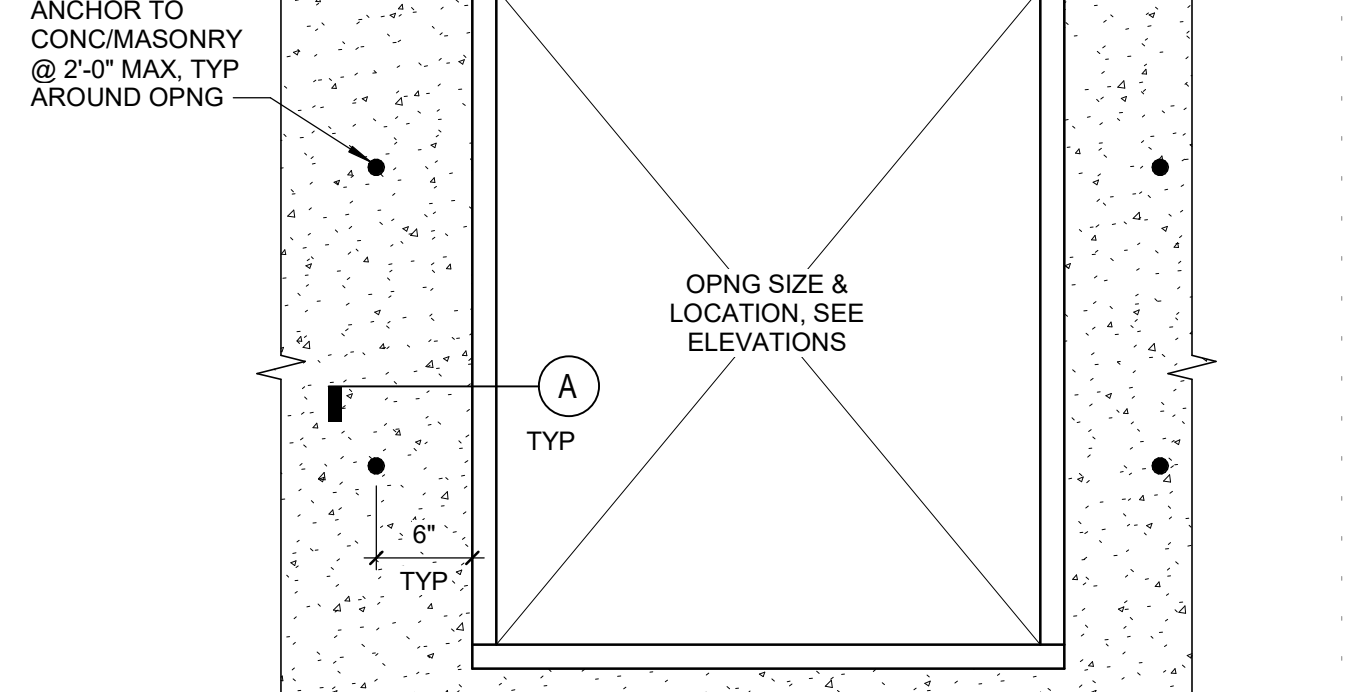 ANCHOR TO
CONC/MASONRY
@ 2'-0" MAX, TYP
AROUND OPNG
OPNG SIZE &
LOCATION, SEE
ELEVATIONS
A
TYP
6"
TYP